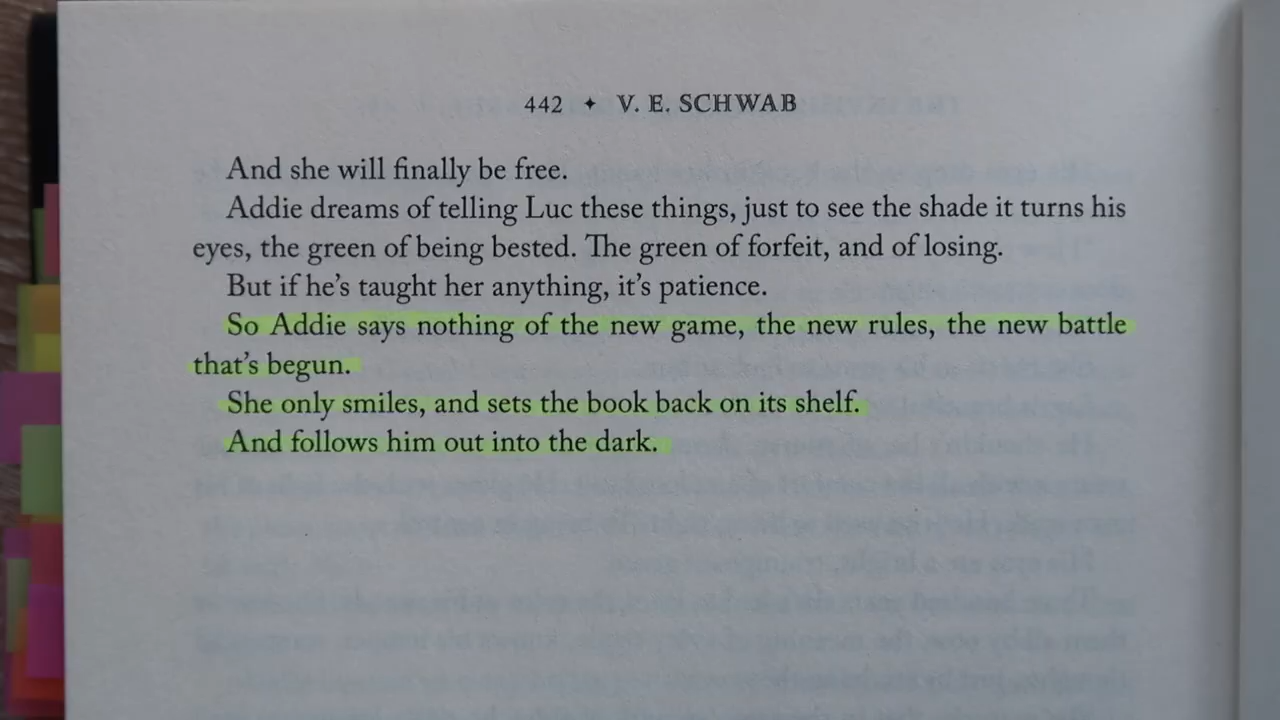 442 ✦ V. E. SCHWAB
And she will finally be free.
Addie dreams of telling Luc these things, just to see the shade it turns his
eyes, the green of being bested. The green of forfeit, and of losing.
But if he’s taught her anything, it’s patience.
So Addie says nothing of the new game, the new rules, the new battle
that’s begun.
She only smiles, and sets the book back on its shelf.
And follows him out into the dark.